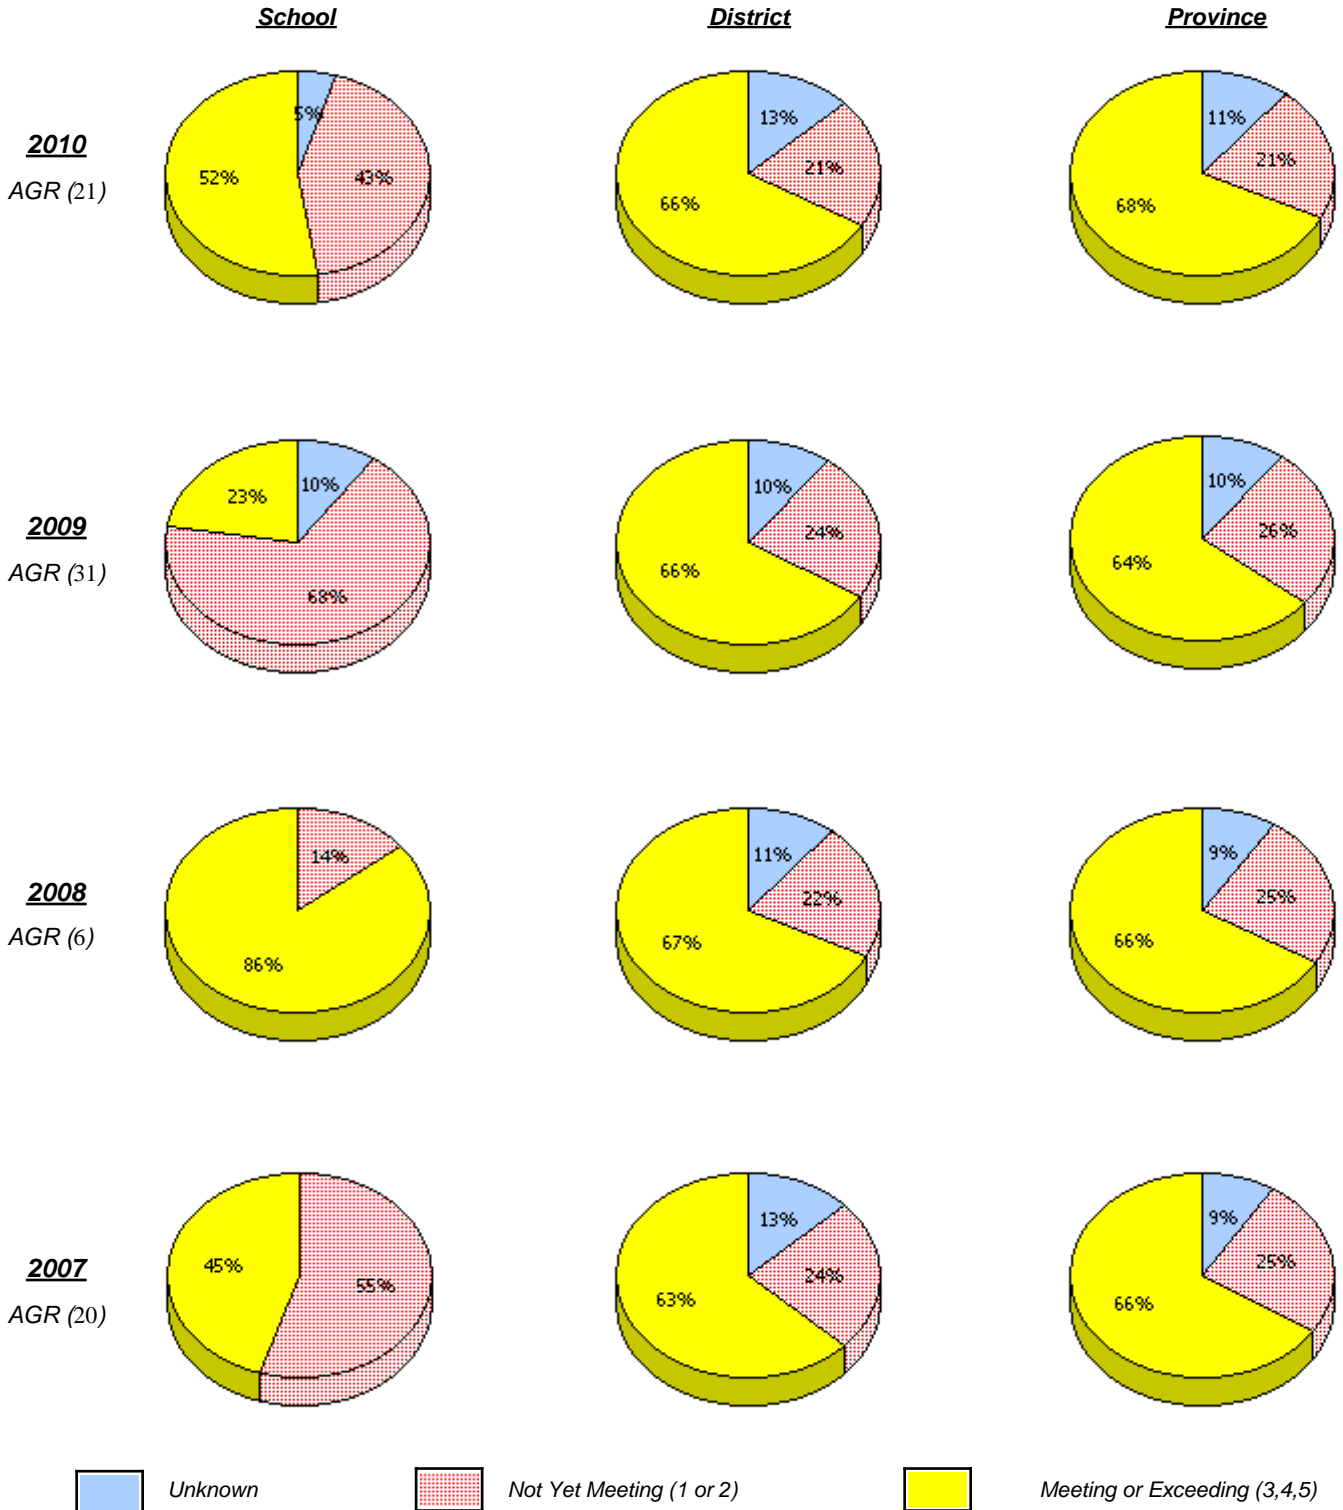 School District Province
5% 13% 11%
2010
21% 21%
52% 43%
AGR (21)
66% 68%
10% 10% 10%
23%
2009 24% 26%
66% 64%
AGR (31)
68%
14% 11% 9%
2008 22% 25%
AGR (6)
86% 67% 66%
13% 9%
2007 45% 55% 24% 25%
63% 66%
AGR (20)
Unknown Not Yet Meeting (1 or 2) Meeting or Exceeding (3,4,5)